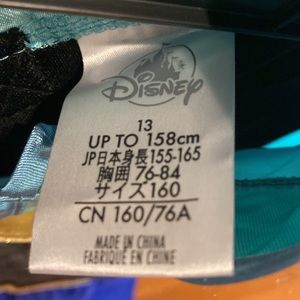 Disney
13
UP TO 158cm
JP日本身長155-165
胸囲 76-84
サイズ160
CN 160/76A
MADE IN CHINA
FABRIQUÉ EN CHINE